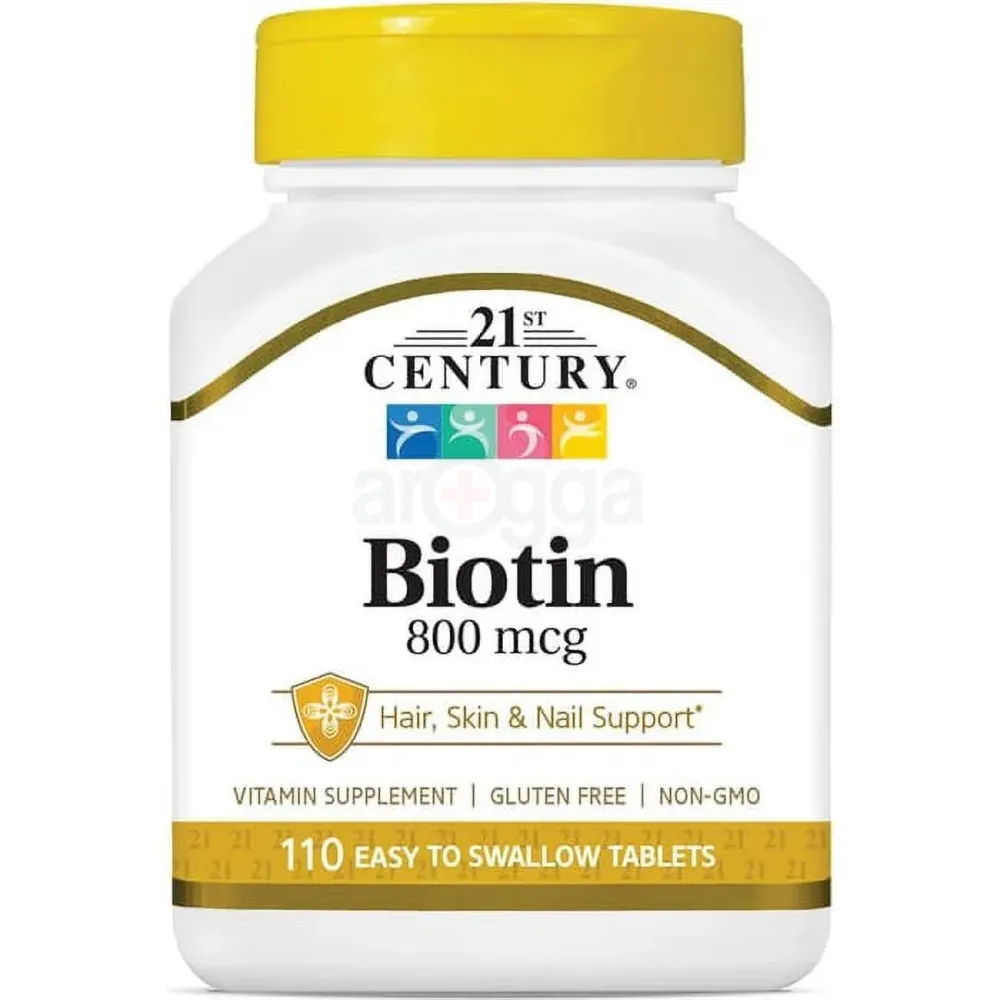 21ST
CENTURY®
arogga
Biotin
800 mcg
Hair, Skin & Nail Support*
VITAMIN SUPPLEMENT | GLUTEN FREE | NON-GMO
110 EASY TO SWALLOW TABLETS